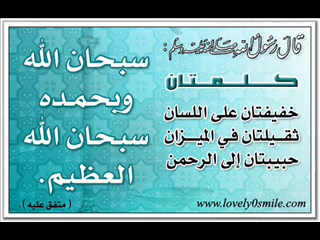 قال رسول الله صلى الله عليه وسلم :
كلمتان
خفيفتان على اللسان
ثقيلتان في الميزان
حبيبتان إلى الرحمن
سبحان الله
وبحمده
سبحان الله
العظيم.
( متفق عليه ).
www.lovely0smile.com